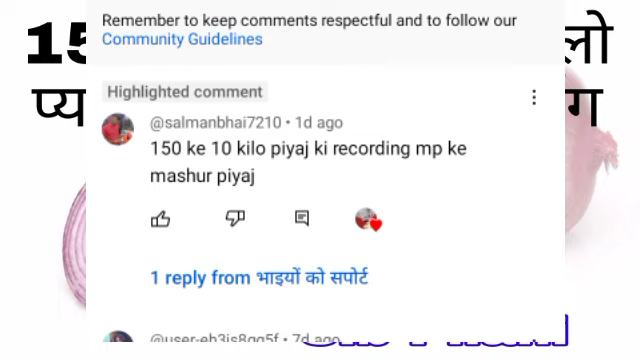 Remember to keep comments respectful and to follow our
Community Guidelines
15
लो
प्य
ग
Highlighted comment
@salmanbhai7210 • 1d ago
150 ke 10 kilo piyaj ki recording mp ke
mashur piyaj
1 reply from भाइयों को सपोर्ट